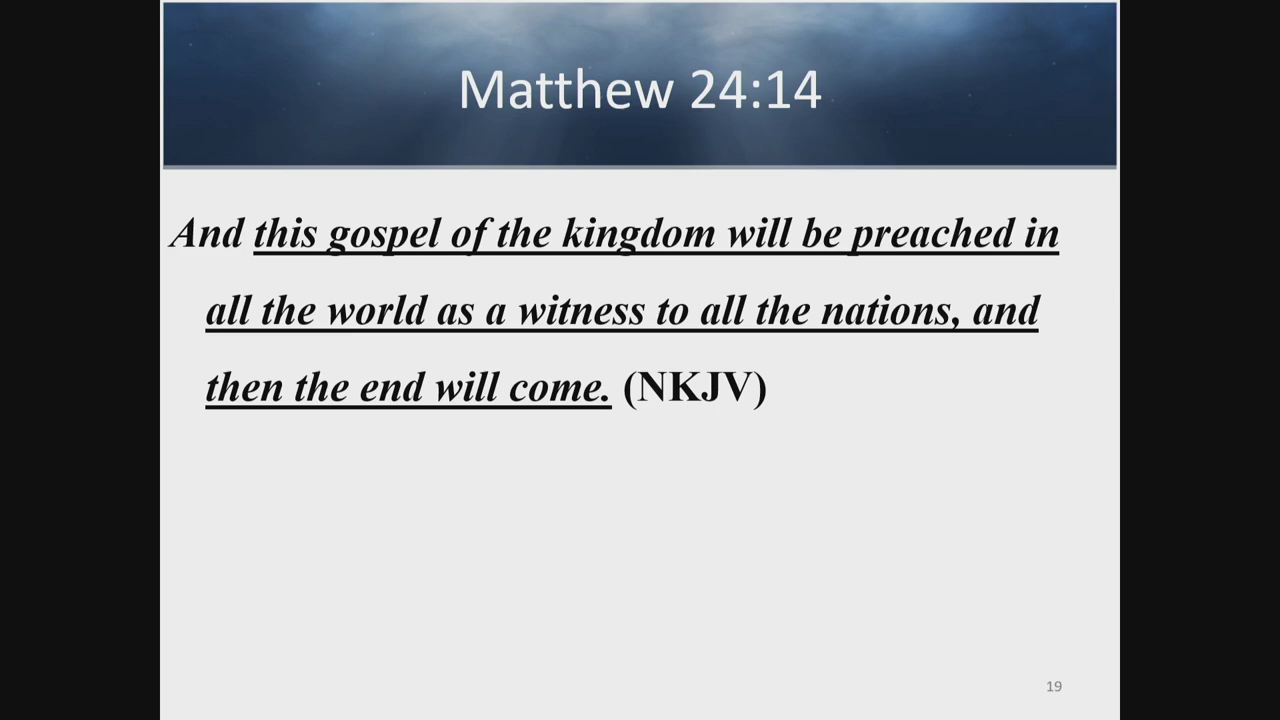 Matthew 24:14
And this gospel of the kingdom will be preached in
all the world as a witness to all the nations, and
then the end will come. (NKJV)
19